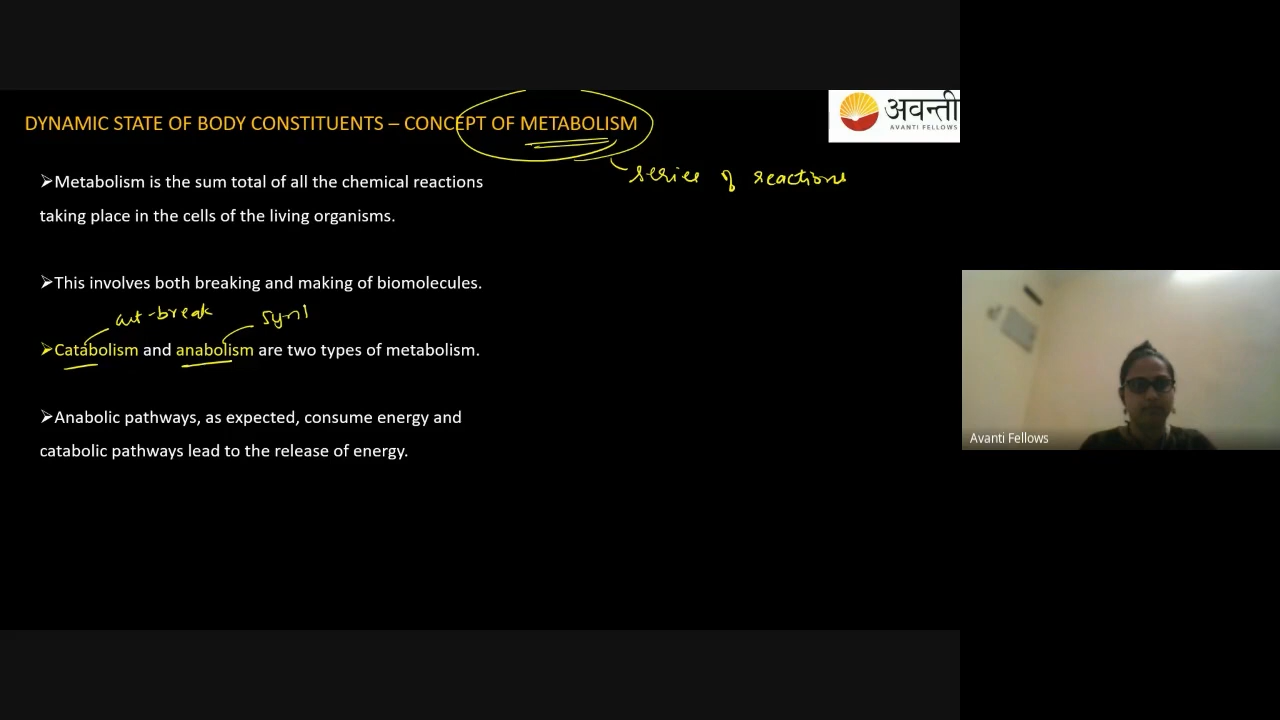 DYNAMIC STATE OF BODY CONSTITUENTS – CONCEPT OF METABOLISM
अवन्ती
AVANTI FELLOWS
series of reactions
➢Metabolism is the sum total of all the chemical reactions
taking place in the cells of the living organisms.
➢This involves both breaking and making of biomolecules.
cut-break synt
➢Catabolism and anabolism are two types of metabolism.
➢Anabolic pathways, as expected, consume energy and
catabolic pathways lead to the release of energy.
Avanti Fellows